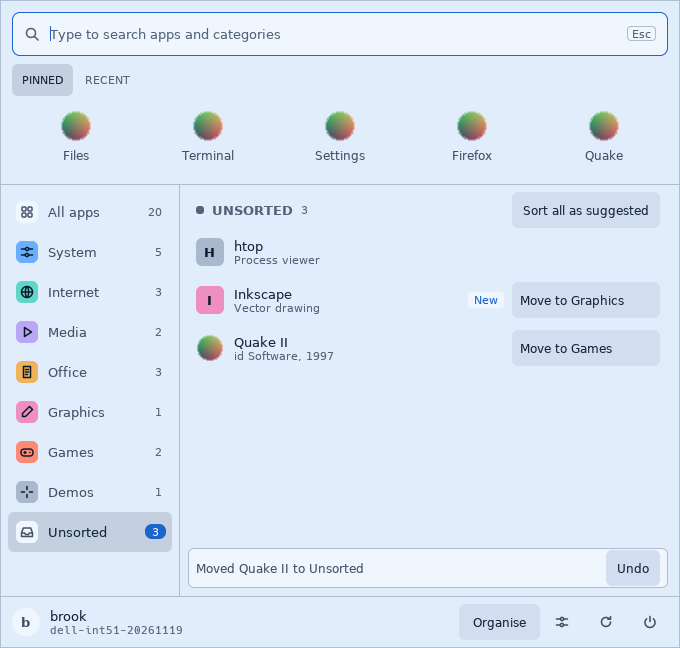 Type to search apps and categories Esc
PINNED RECENT
Files Terminal Settings Firefox Quake
All apps 20
System 5
Internet 3
Media 2
Office 3
Graphics 1
Games 2
Demos 1
Unsorted 3
UNSORTED 3 Sort all as suggested
H htop
Process viewer
I Inkscape New Move to Graphics
Vector drawing
Quake II Move to Games
id Software, 1997
Moved Quake II to Unsorted Undo
b brook Organise
dell-int51-20261119